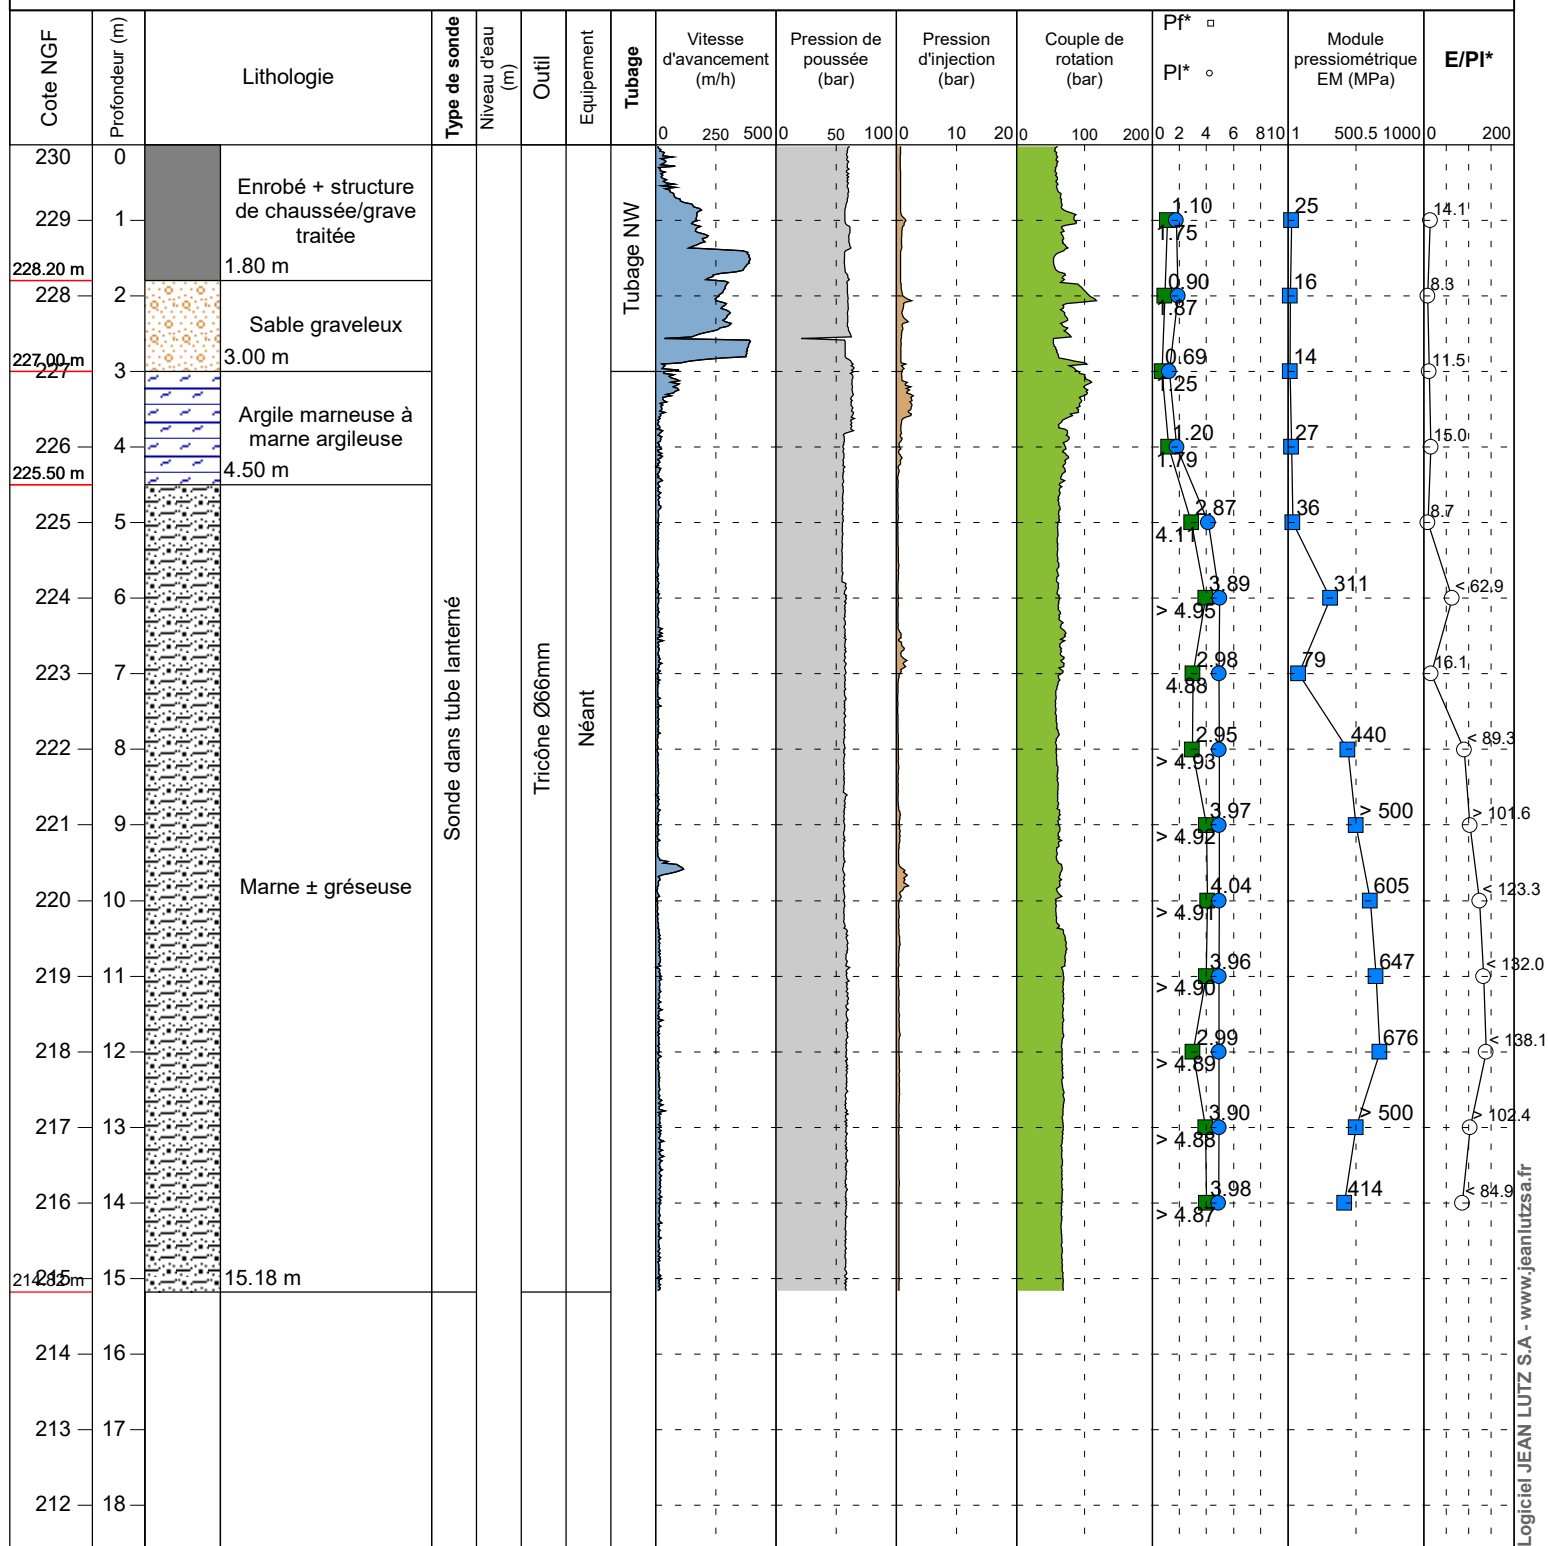 Cote NGF
Profondeur (m)
Lithologie
Type de sonde
Niveau d'eau
(m)
Outil
Equipement
Tubage
Vitesse
d'avancement
(m/h)
0 250 500
Pression de
poussée
(bar)
0 50 100
Pression
d'injection
(bar)
0 10 20
Couple de
rotation
(bar)
0 100 200
Pf*
Pl*
0 2 4 6 8 10
Module
pressiométrique
EM (MPa)
1 500.5 1000
E/Pl*
0 200
230 0
Enrobé + structure
de chaussée/grave
traitée
1.80 m
229 1
1.10
1.75
25
14.1
228.20 m
228 2
0.90
1.87
16
8.3
Sable graveleux
3.00 m
227.00 m
227 3
0.69
1.25
14
11.5
Argile marneuse à
marne argileuse
4.50 m
226 4
1.20
1.79
27
15.0
225.50 m
225 5
2.87
4.11
36
8.7
224 6
3.89
> 4.95
311
< 62.9
223 7
2.98
4.88
79
16.1
222 8
2.95
> 4.93
440
< 89.3
221 9
3.97
> 4.92
> 500
> 101.6
Marne ± gréseuse
220 10
4.04
> 4.91
605
< 123.3
219 11
3.96
> 4.90
647
< 132.0
218 12
2.99
> 4.89
676
< 138.1
217 13
3.90
> 4.88
> 500
> 102.4
216 14
3.98
> 4.87
414
< 84.9
215 15
214.82 m
15.18 m
214 16
213 17
212 18
Sonde dans tube lanterné
Tricône Ø66mm
Néant
Tubage NW
Logiciel JEAN LUTZ S.A - www.jeanlutzsa.fr